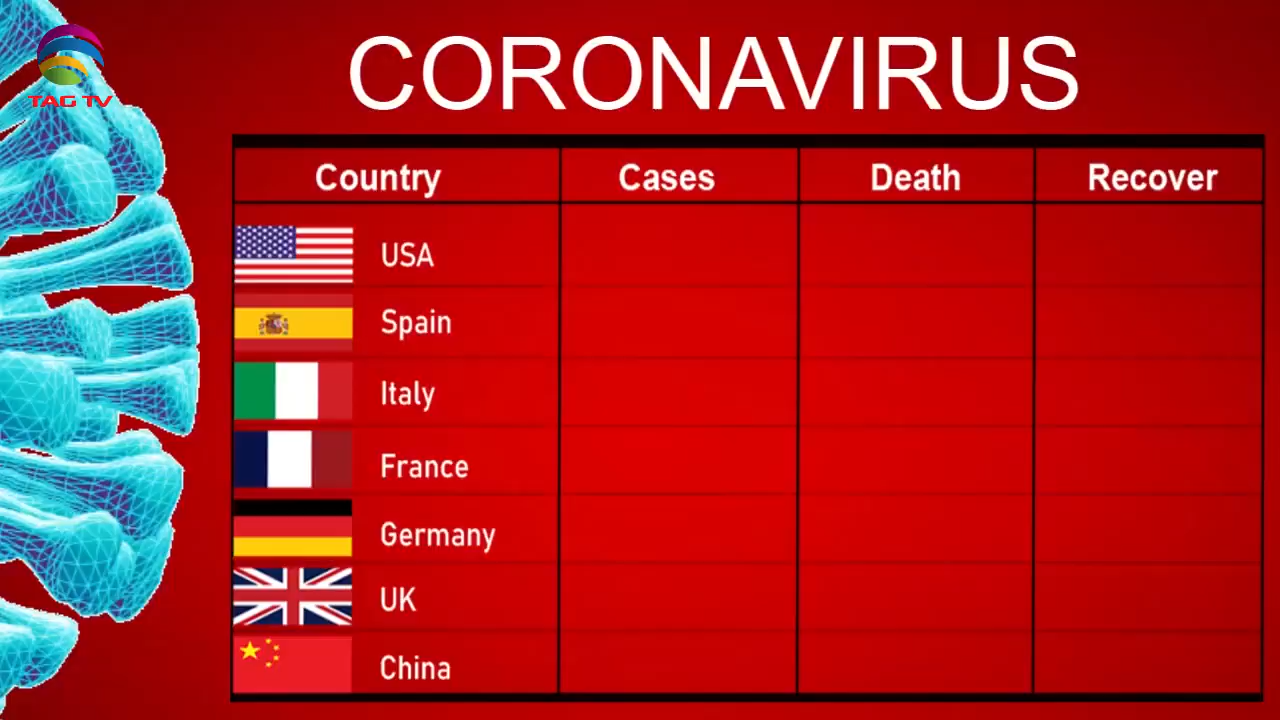 TAG TV
CORONAVIRUS
Country Cases Death Recover
USA
Spain
Italy
France
Germany
UK
China